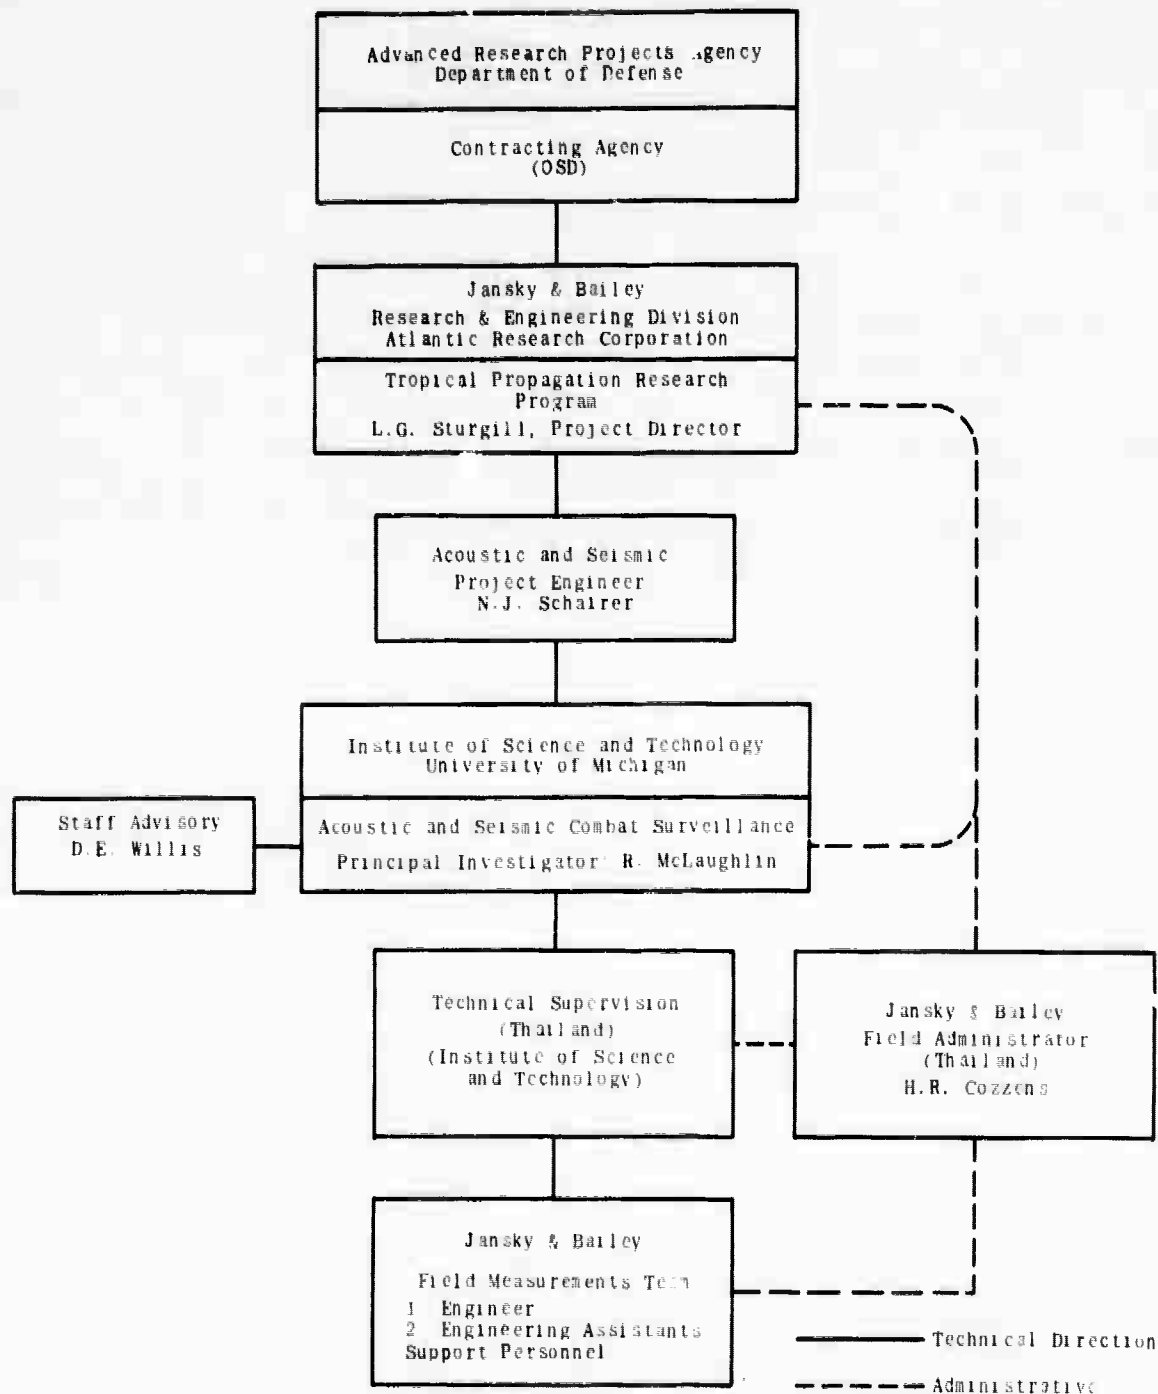 Advanced Research Projects Agency
Department of Defense
Contracting Agency
(OSD)
Jansky & Bailey
Research & Engineering Division
Atlantic Research Corporation
Tropical Propagation Research
Program
L.G. Sturgill, Project Director
Acoustic and Seismic
Project Engineer
N.J. Schairer
Institute of Science and Technology
University of Michigan
Staff Advisory
D.E. Willis
Acoustic and Seismic Combat Surveillance
Principal Investigator R. McLaughlin
Technical Supervision
(Thailand)
(Institute of Science
and Technology)
Jansky & Bailey
Field Administrator
(Thailand)
H.R. Cozzens
Jansky & Bailey
Field Measurements Team
1 Engineer
2 Engineering Assistants
Support Personnel
Technical Direction
Administrative